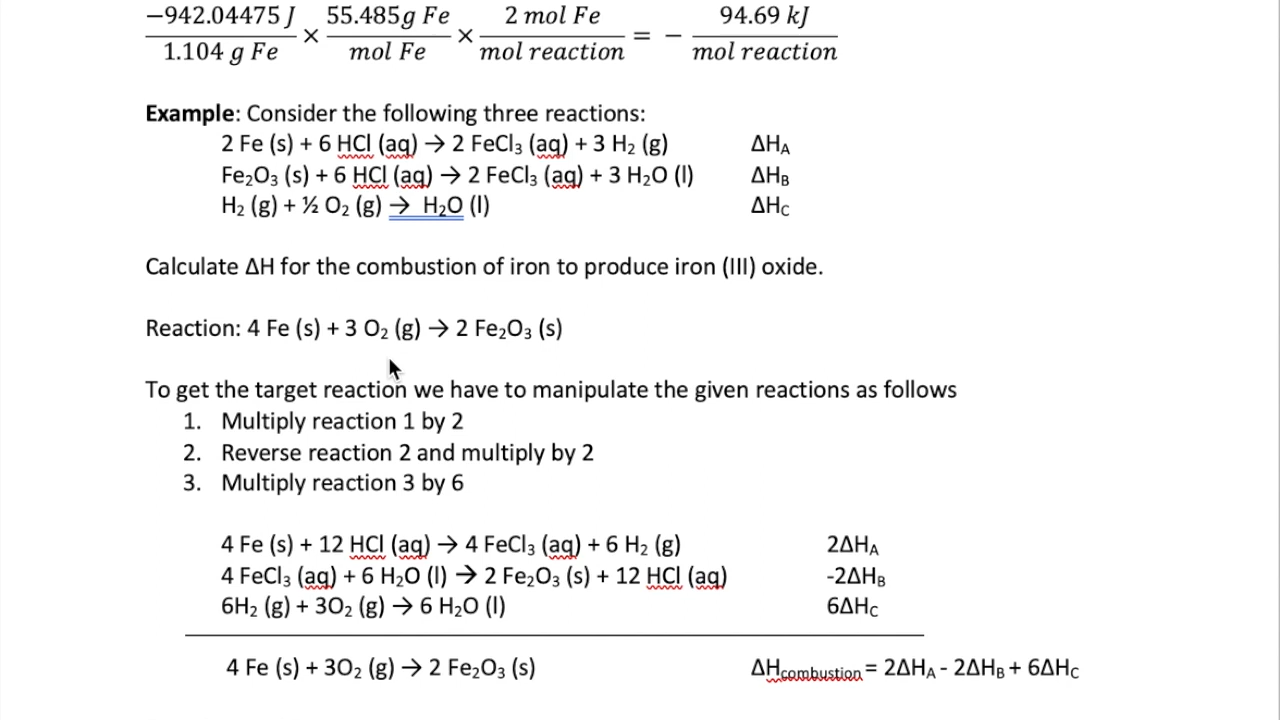 −942.04475 J / 1.104 g Fe × 55.485g Fe / mol Fe × 2 mol Fe / mol reaction = − 94.69 kJ / mol reaction
Example: Consider the following three reactions:
2 Fe (s) + 6 HCl (aq) → 2 FeCl₃ (aq) + 3 H₂ (g) ΔH_A
Fe₂O₃ (s) + 6 HCl (aq) → 2 FeCl₃ (aq) + 3 H₂O (l) ΔH_B
H₂ (g) + ½ O₂ (g) → H₂O (l) ΔH_C
Calculate ΔH for the combustion of iron to produce iron (III) oxide.
Reaction: 4 Fe (s) + 3 O₂ (g) → 2 Fe₂O₃ (s)
To get the target reaction we have to manipulate the given reactions as follows
1. Multiply reaction 1 by 2
2. Reverse reaction 2 and multiply by 2
3. Multiply reaction 3 by 6
4 Fe (s) + 12 HCl (aq) → 4 FeCl₃ (aq) + 6 H₂ (g) 2ΔH_A
4 FeCl₃ (aq) + 6 H₂O (l) → 2 Fe₂O₃ (s) + 12 HCl (aq) -2ΔH_B
6H₂ (g) + 3O₂ (g) → 6 H₂O (l) 6ΔH_C
4 Fe (s) + 3O₂ (g) → 2 Fe₂O₃ (s) ΔH_combustion = 2ΔH_A - 2ΔH_B + 6ΔH_C